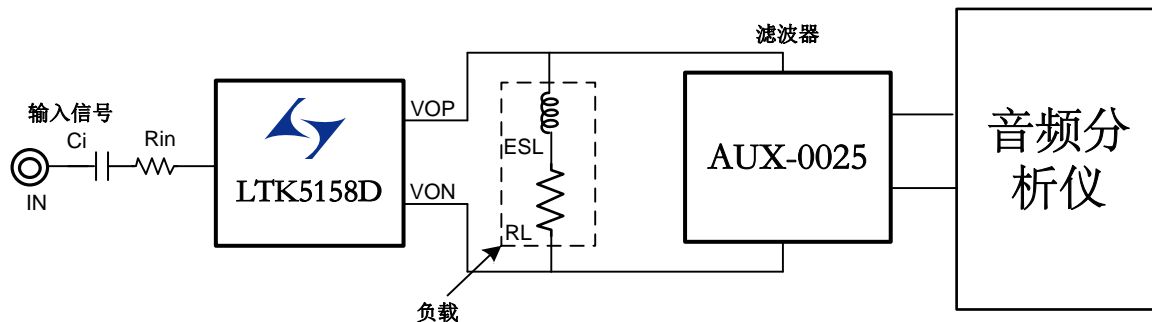 输入信号
Ci
Rin
IN
LTK5158D
VOP
VON
ESL
RL
负载
滤波器
AUX-0025
音频分
析仪